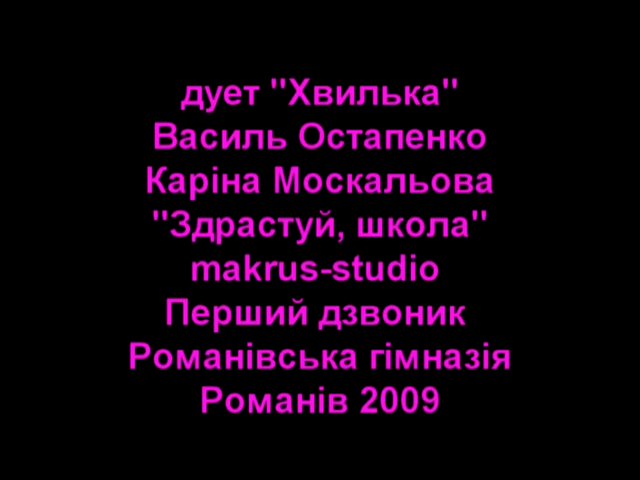 дует "Хвилька"
Василь Остапенко
Каріна Москальова
"Здрастуй, школа"
makrus-studio
Перший дзвоник
Романівська гімназія
Романів 2009